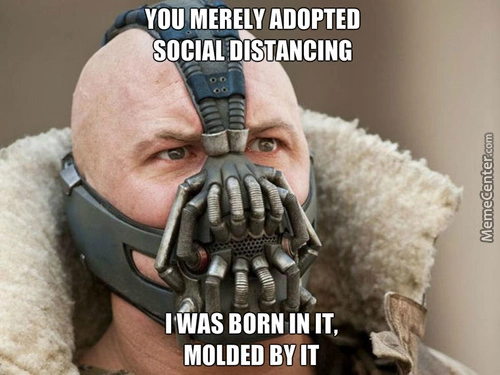 YOU MERELY ADOPTED
SOCIAL DISTANCING
MemeCenter.com
I WAS BORN IN IT,
MOLDED BY IT